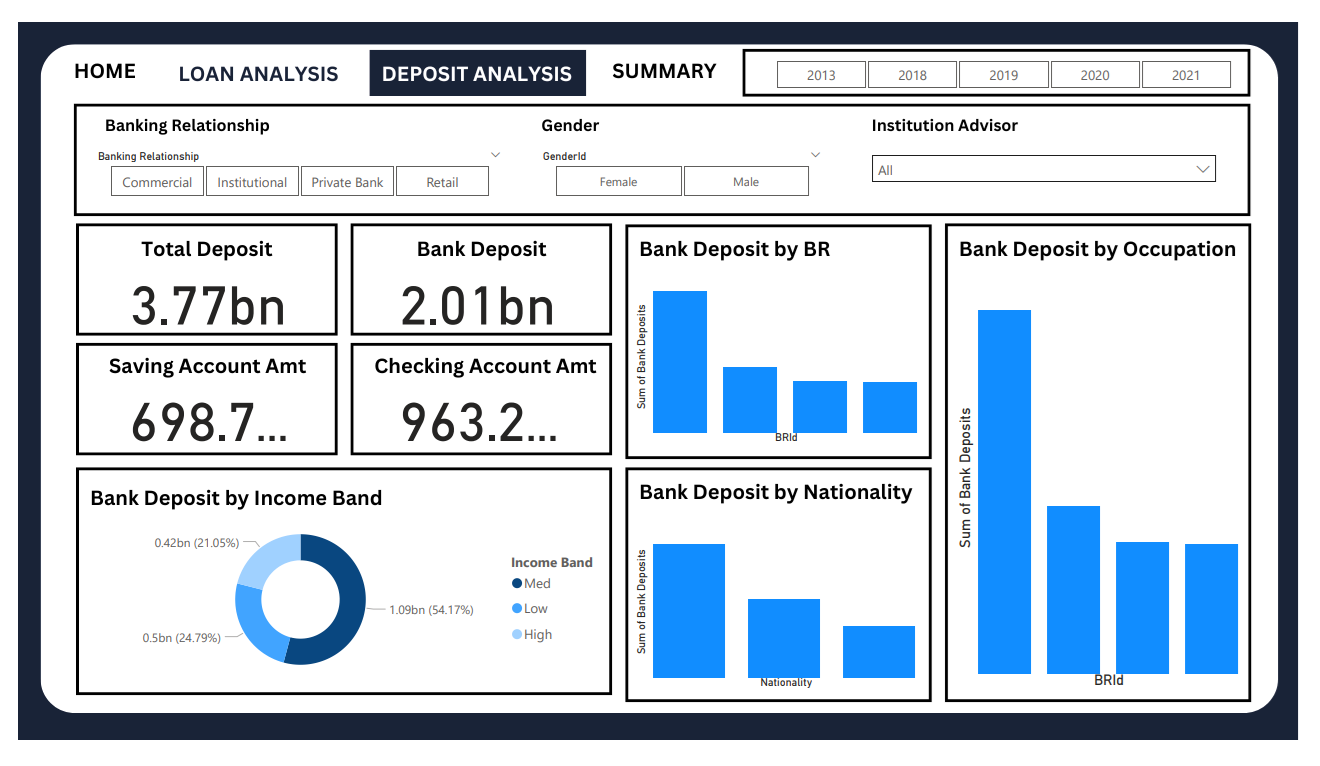 HOME LOAN ANALYSIS DEPOSIT ANALYSIS SUMMARY
2013 2018 2019 2020 2021
Banking Relationship
Banking Relationship
Commercial Institutional Private Bank Retail
Gender
GenderId
Female Male
Institution Advisor
All
Total Deposit
3.77bn
Bank Deposit
2.01bn
Saving Account Amt
698.7...
Checking Account Amt
963.2...
Bank Deposit by BR
Sum of Bank Deposits
BRId
Bank Deposit by Occupation
Sum of Bank Deposits
BRId
Bank Deposit by Income Band
0.42bn (21.05%)
1.09bn (54.17%)
0.5bn (24.79%)
Income Band
Med
Low
High
Bank Deposit by Nationality
Sum of Bank Deposits
Nationality